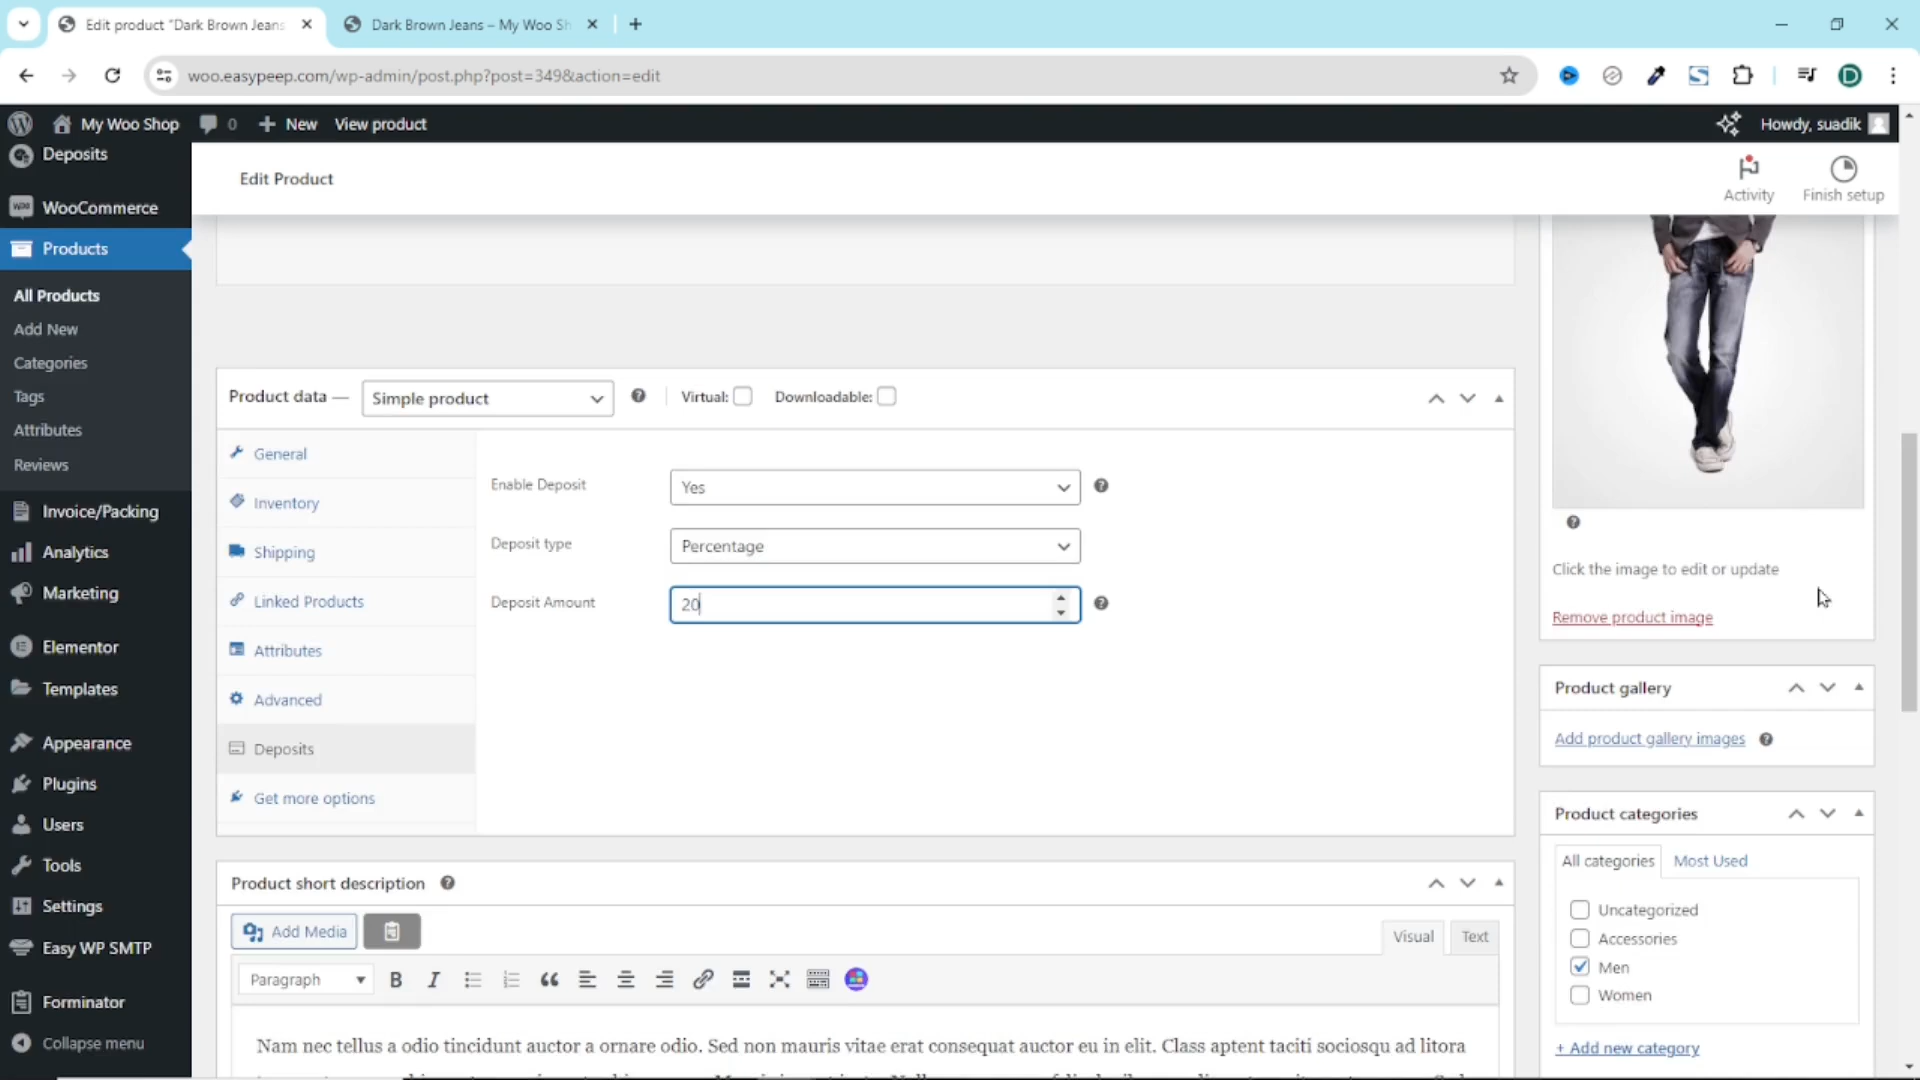 Edit product "Dark Brown Jeans
Dark Brown Jeans – My Woo Sh
woo.easypeep.com/wp-admin/post.php?post=349&action=edit
D
My Woo Shop
0
New
View product
Howdy, suadik
Deposits
WooCommerce
Products
All Products
Add New
Categories
Tags
Attributes
Reviews
Invoice/Packing
Analytics
Marketing
Elementor
Templates
Appearance
Plugins
Users
Tools
Settings
Easy WP SMTP
Forminator
Collapse menu
Edit Product
Activity
Finish setup
Product data —
Simple product
Virtual:
Downloadable:
General
Inventory
Shipping
Linked Products
Attributes
Advanced
Deposits
Get more options
Enable Deposit
Yes
Deposit type
Percentage
Deposit Amount
20
Product short description
Add Media
Visual
Text
Paragraph
Nam nec tellus a odio tincidunt auctor a ornare odio. Sed non mauris vitae erat consequat auctor eu in elit. Class aptent taciti sociosqu ad litora
Click the image to edit or update
Remove product image
Product gallery
Add product gallery images
Product categories
All categories
Most Used
Uncategorized
Accessories
Men
Women
+ Add new category